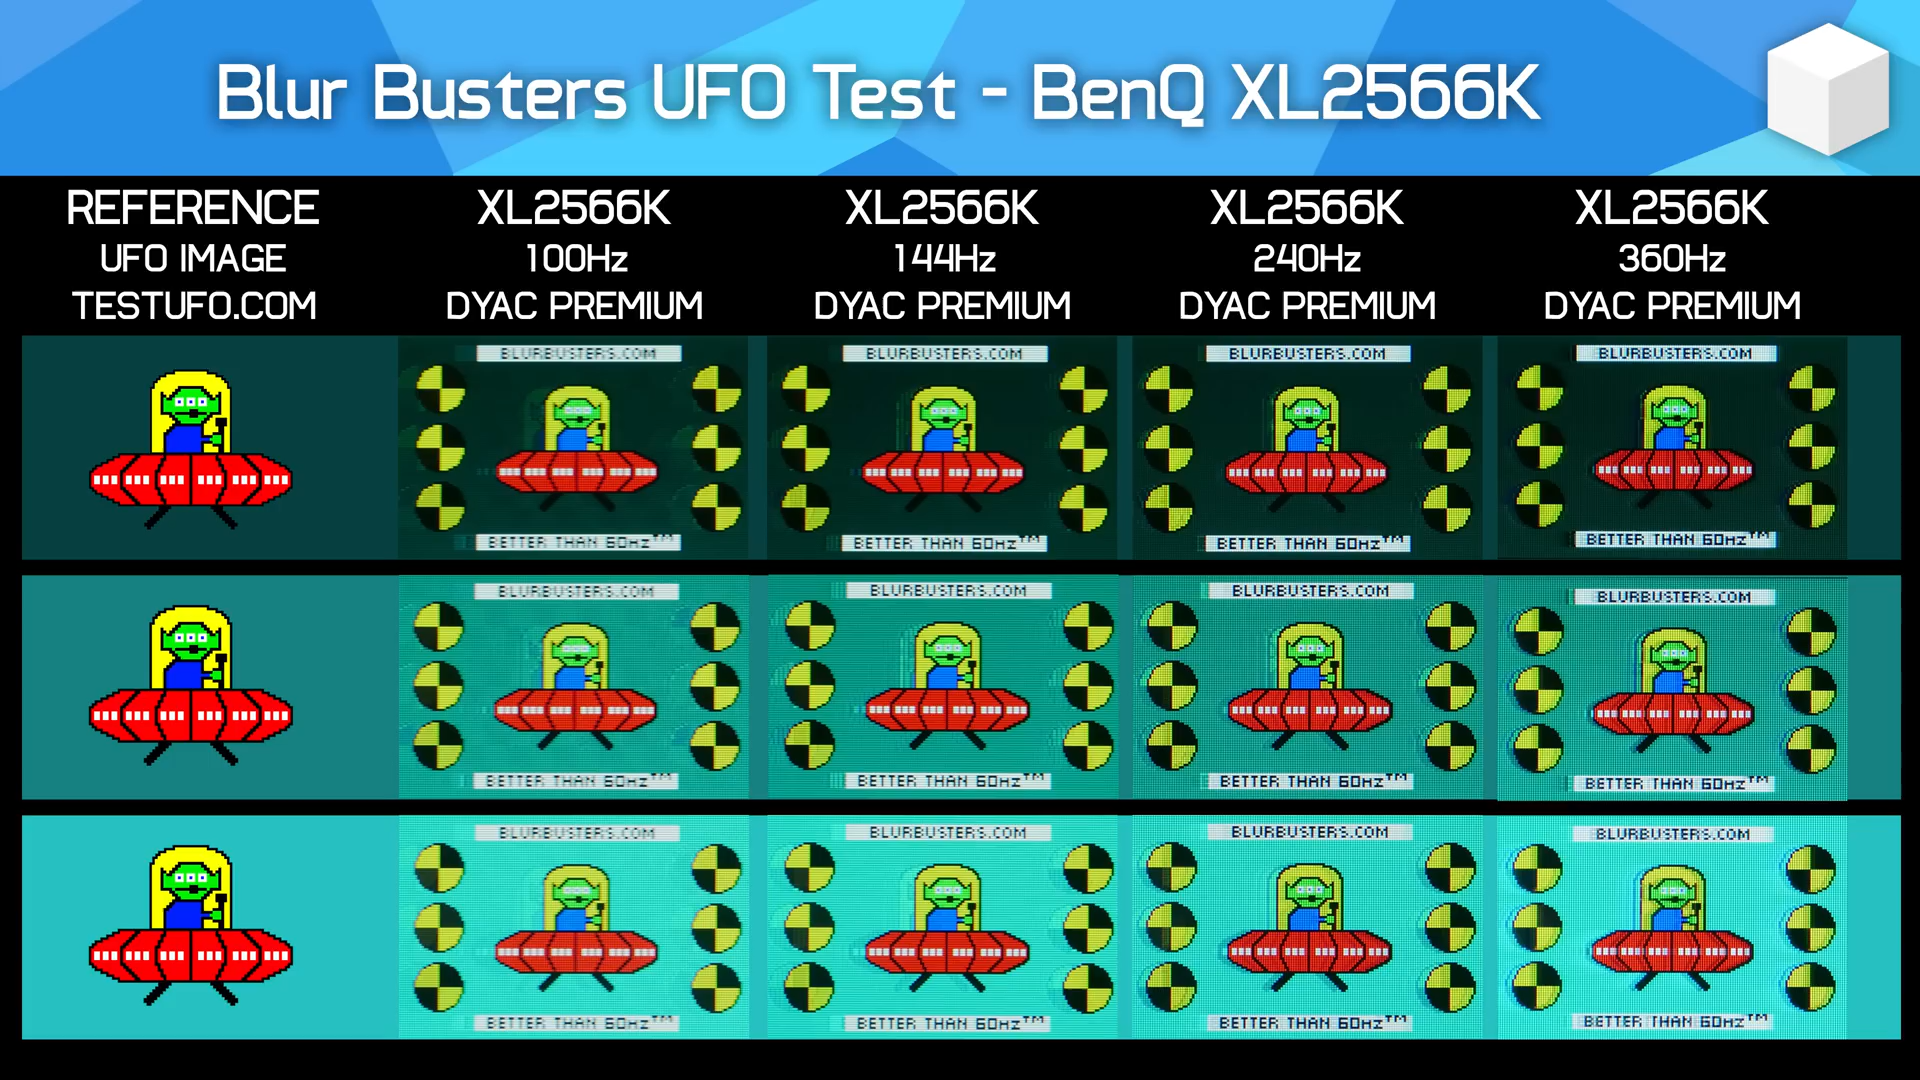 Blur Busters UFO Test - BenQ XL2566K
REFERENCE
UFO IMAGE
TESTUFO.COM
XL2566K
100Hz
DYAC PREMIUM
XL2566K
144Hz
DYAC PREMIUM
XL2566K
240Hz
DYAC PREMIUM
XL2566K
360Hz
DYAC PREMIUM
BLURBUSTERS.COM
BLURBUSTERS.COM
BLURBUSTERS.COM
BLURBUSTERS.COM
BETTER THAN 60Hz™
BETTER THAN 60Hz™
BETTER THAN 60Hz™
BETTER THAN 60Hz™
BLURBUSTERS.COM
BLURBUSTERS.COM
BLURBUSTERS.COM
BLURBUSTERS.COM
BETTER THAN 60Hz™
BETTER THAN 60Hz™
BETTER THAN 60Hz™
BETTER THAN 60Hz™
BLURBUSTERS.COM
BLURBUSTERS.COM
BLURBUSTERS.COM
BLURBUSTERS.COM
BETTER THAN 60Hz™
BETTER THAN 60Hz™
BETTER THAN 60Hz™
BETTER THAN 60Hz™